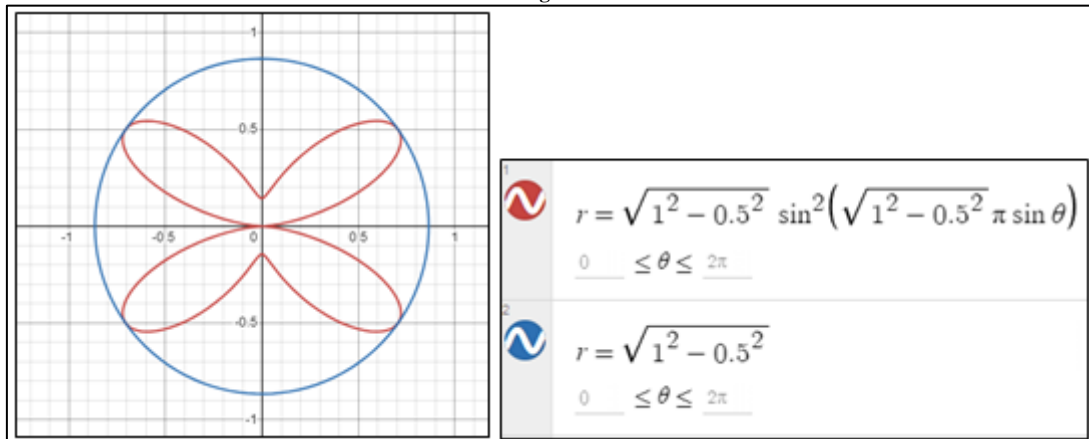 1
0.5
-1
-0.5
0
0.5
1
-0.5
-1
1
r = √(1² − 0.5²) sin²(√(1² − 0.5²) π sin θ)
0 ≤ θ ≤ 2π
2
r = √(1² − 0.5²)
0 ≤ θ ≤ 2π